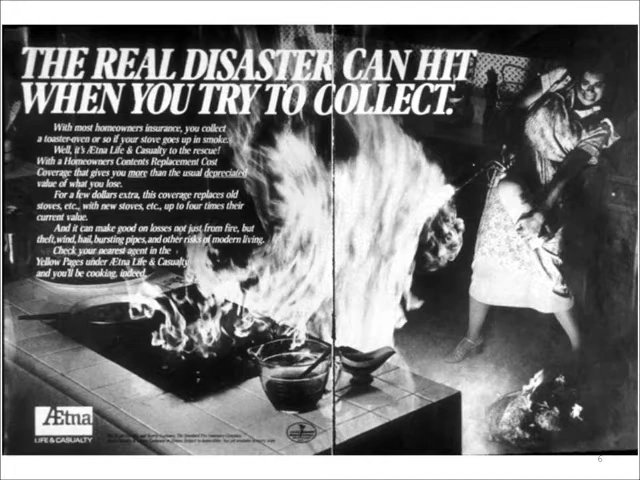 THE REAL DISASTER CAN HIT
WHEN YOU TRY TO COLLECT.
With most homeowners insurance, you collect
a toaster-oven or so if your stove goes up in smoke.
Well, it's Ætna Life & Casualty to the rescue!
With a Homeowners Contents Replacement Cost
Coverage that gives you more than the usual depreciated
value of what you lose.
For a few dollars extra, this coverage replaces old
stoves, etc., with new stoves, etc., up to four times their
current value.
And it can make good on losses not just from fire, but
theft, wind, hail, bursting pipes, and other risks of modern living.
Check your nearest agent in the
Yellow Pages under Ætna Life & Casualty
and you'll be cooking, indeed.
Ætna
LIFE & CASUALTY
6